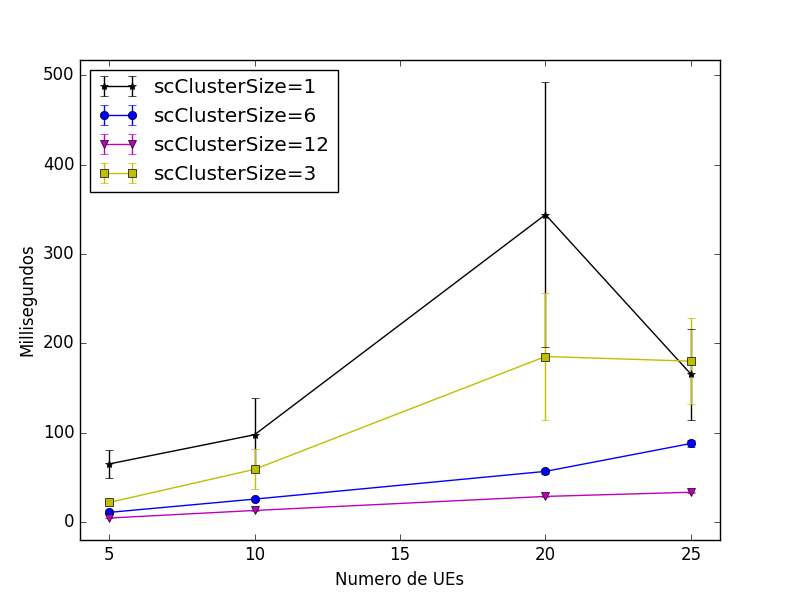 500
400
300
200
100
0
Millisegundos
scClusterSize=1
scClusterSize=6
scClusterSize=12
scClusterSize=3
5
10
15
20
25
Numero de UEs